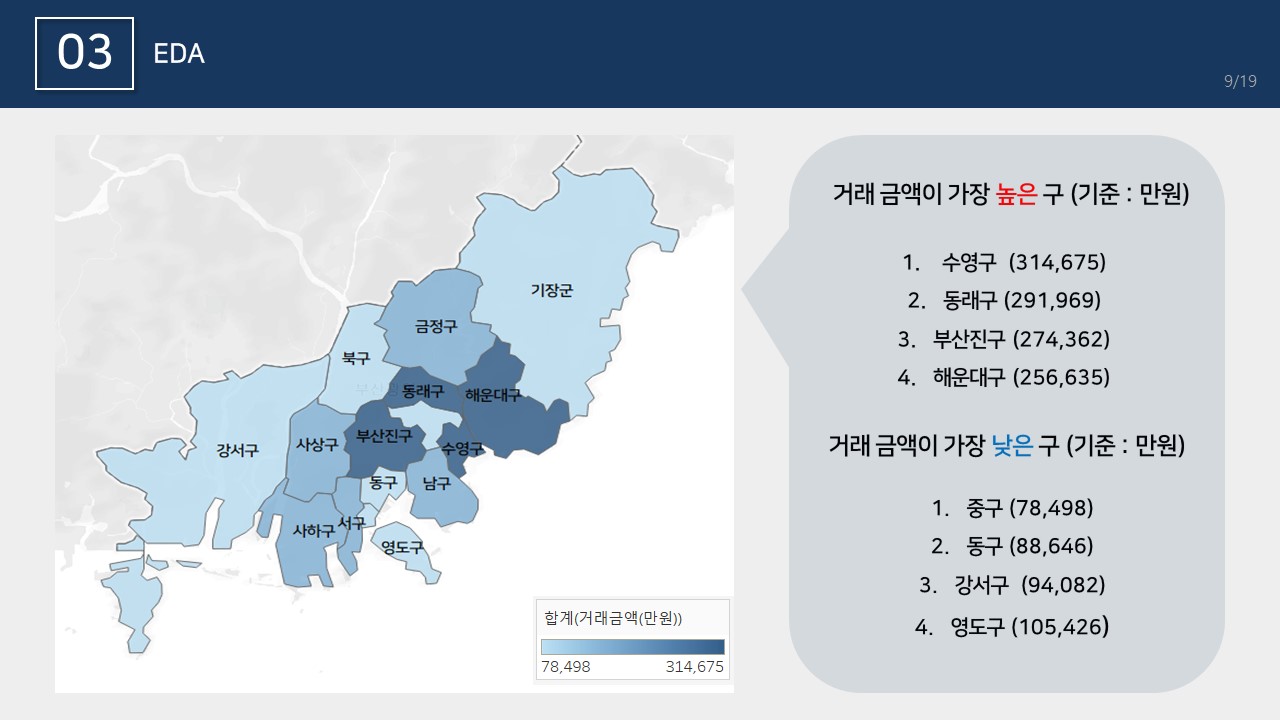 03
EDA
9/19
기장군
금정구
북구
동래구
해운대구
부산진구
사상구
강서구
수영구
동구
남구
서구
사하구
영도구
합계(거래금액(만원))
78,498 314,675
거래 금액이 가장 높은 구 (기준 : 만원)
1. 수영구 (314,675)
2. 동래구 (291,969)
3. 부산진구 (274,362)
4. 해운대구 (256,635)
거래 금액이 가장 낮은 구 (기준 : 만원)
1. 중구 (78,498)
2. 동구 (88,646)
3. 강서구 (94,082)
4. 영도구 (105,426)